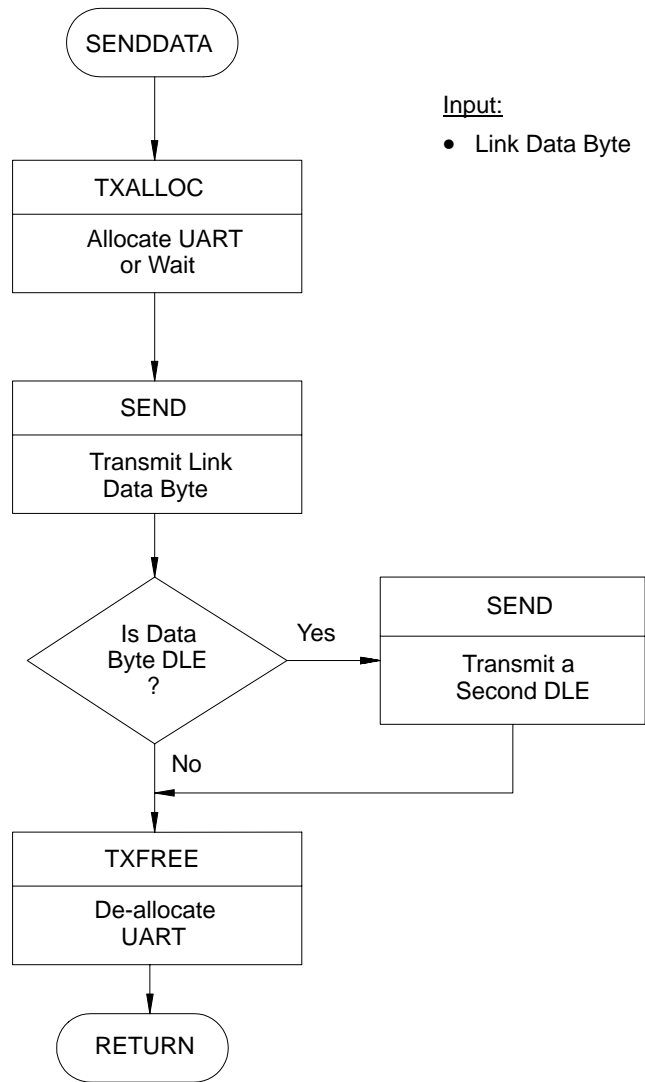 SENDDATA
Input:
• Link Data Byte
TXALLOC
Allocate UART
or Wait
SEND
Transmit Link
Data Byte
Is Data
Byte DLE
?
Yes
SEND
Transmit a
Second DLE
No
TXFREE
De-allocate
UART
RETURN